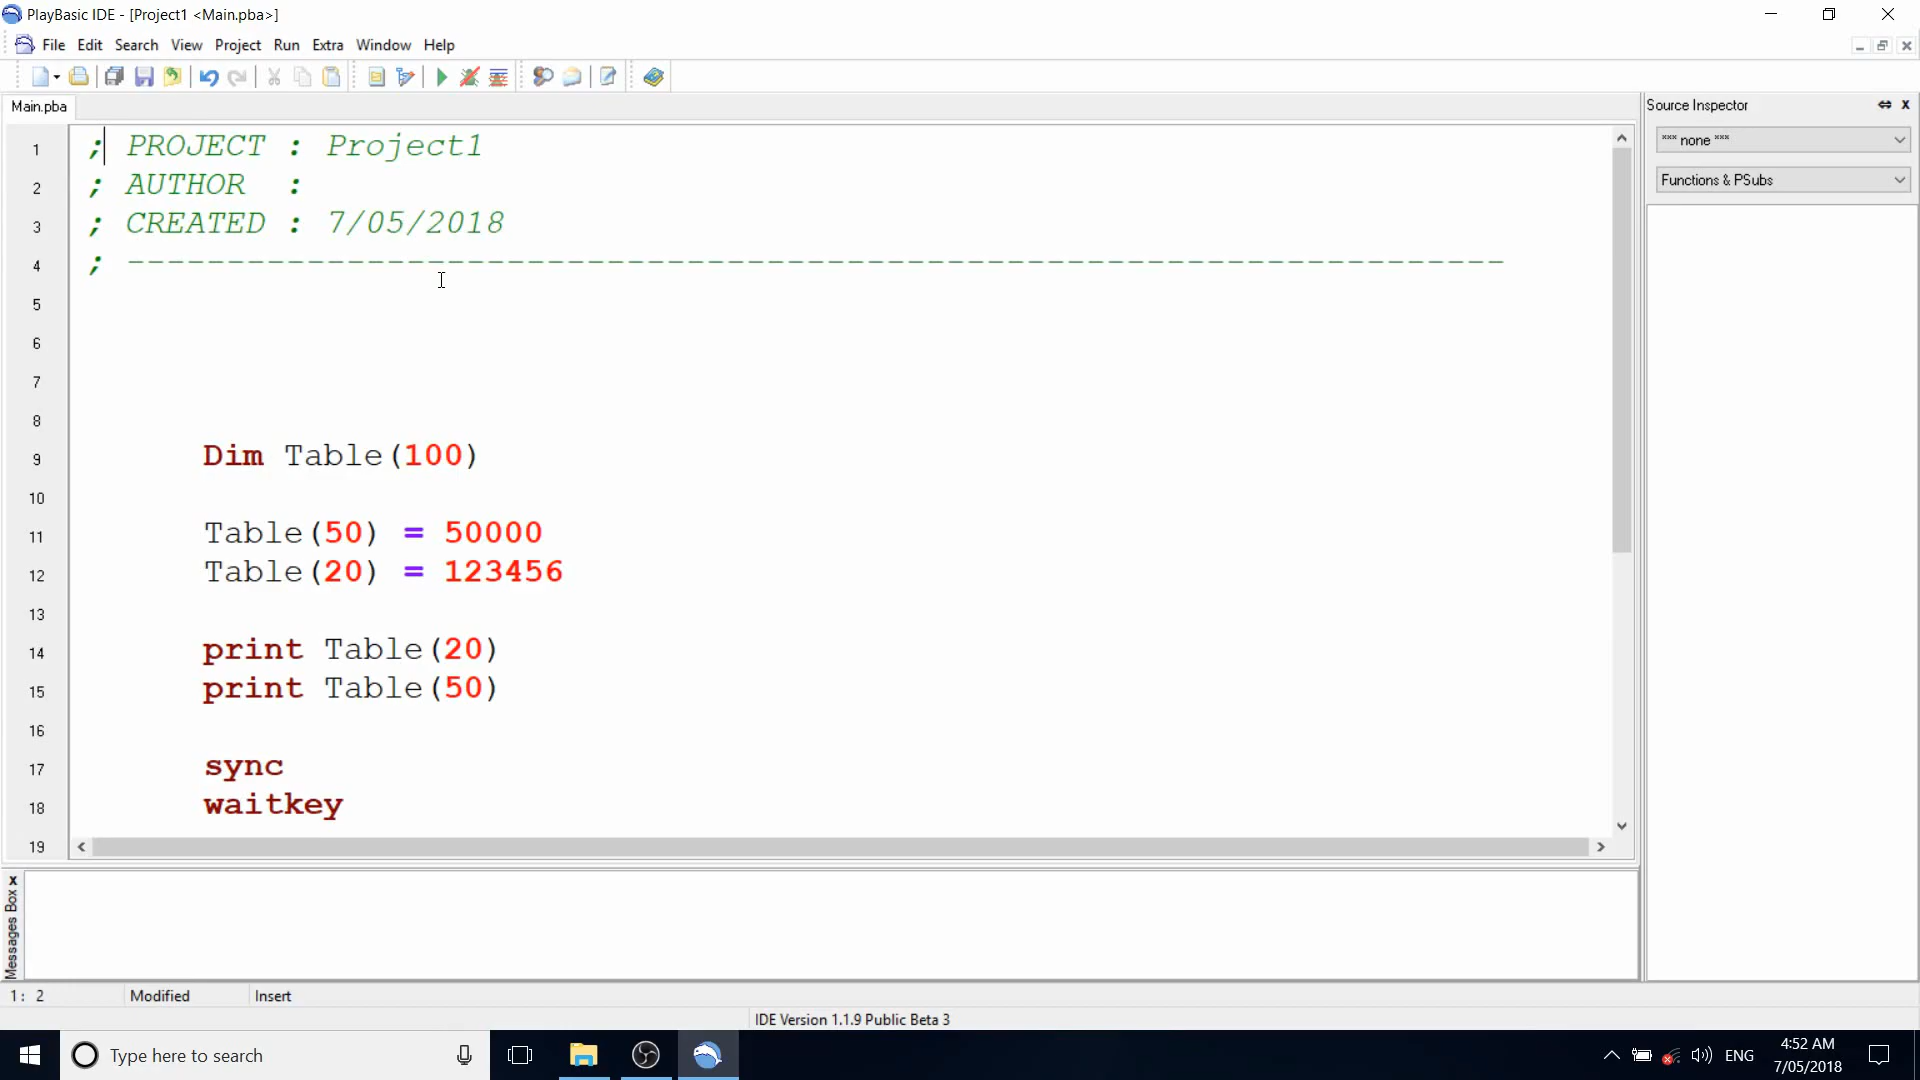 PlayBasic IDE - [Project1 <Main.pba>]
File Edit Search View Project Run Extra Window Help
Main.pba
1 ; PROJECT : Project1
2 ; AUTHOR :
3 ; CREATED : 7/05/2018
4 ; ---------------------------------------------------------------------
5
6
7
8
9 Dim Table(100)
10
11 Table(50) = 50000
12 Table(20) = 123456
13
14 print Table(20)
15 print Table(50)
16
17 sync
18 waitkey
19
Source Inspector
*** none ***
Functions & PSubs
Messages Box
1: 2 Modified Insert
IDE Version 1.1.9 Public Beta 3
Type here to search
ENG
4:52 AM
7/05/2018